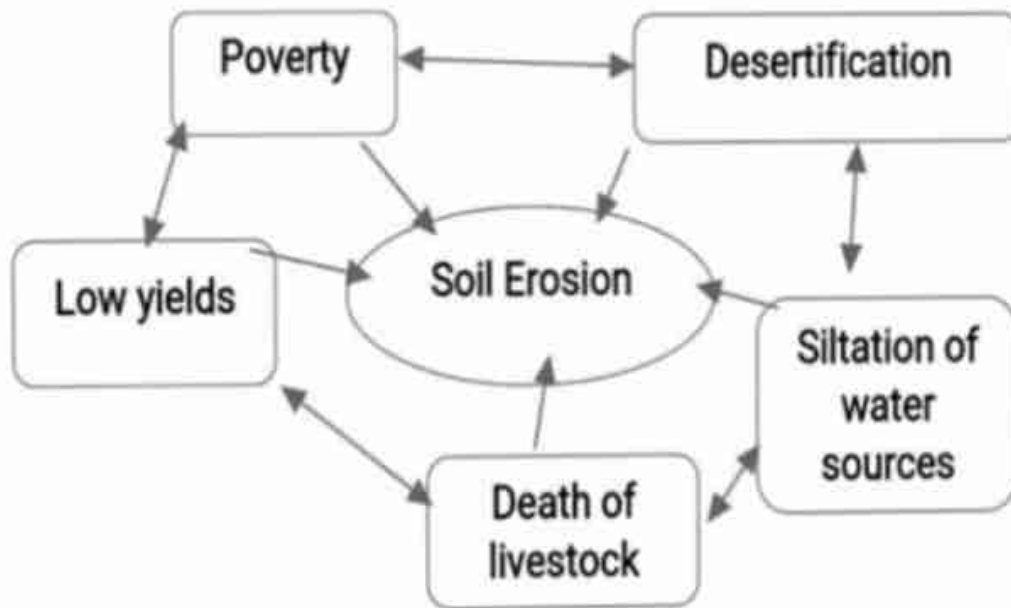 Poverty
Desertification
Low yields
Soil Erosion
Siltation of
water
sources
Death of
livestock